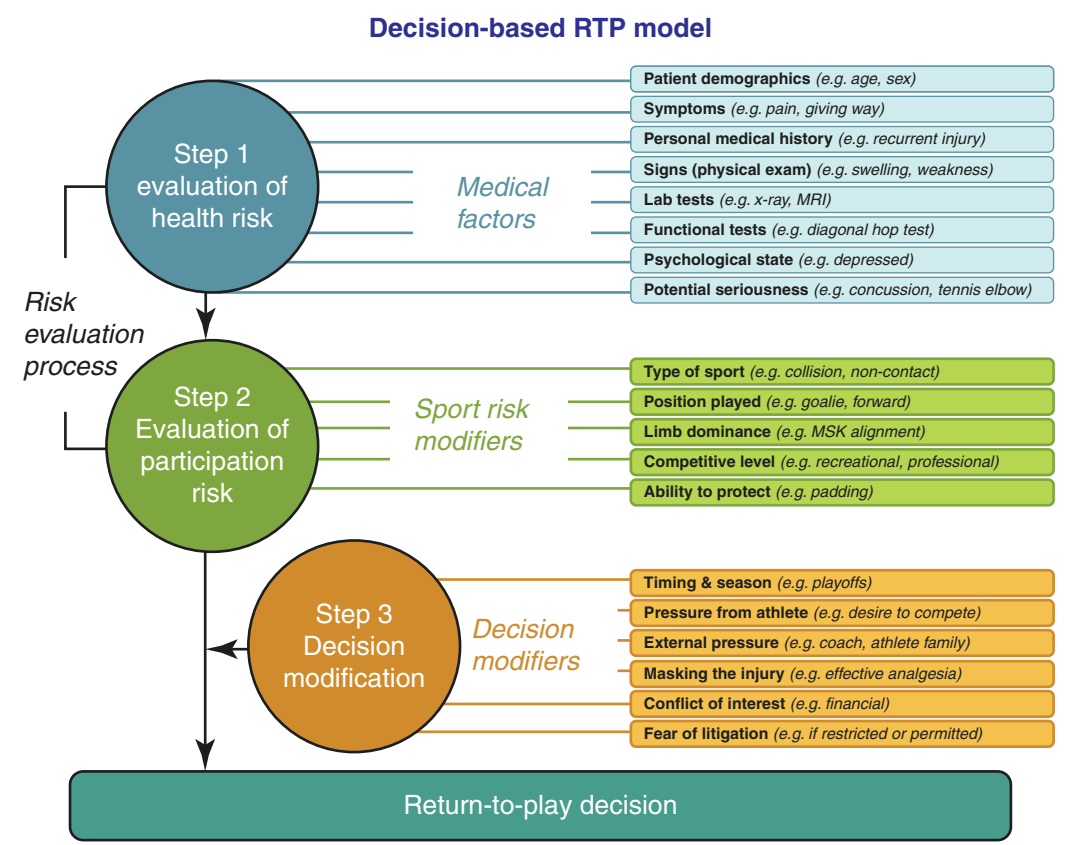 Decision-based RTP model
Step 1
evaluation of
health risk
Medical
factors
Patient demographics (e.g. age, sex)
Symptoms (e.g. pain, giving way)
Personal medical history (e.g. recurrent injury)
Signs (physical exam) (e.g. swelling, weakness)
Lab tests (e.g. x-ray, MRI)
Functional tests (e.g. diagonal hop test)
Psychological state (e.g. depressed)
Potential seriousness (e.g. concussion, tennis elbow)
Risk
evaluation
process
Step 2
Evaluation of
participation
risk
Sport risk
modifiers
Type of sport (e.g. collision, non-contact)
Position played (e.g. goalie, forward)
Limb dominance (e.g. MSK alignment)
Competitive level (e.g. recreational, professional)
Ability to protect (e.g. padding)
Step 3
Decision
modification
Decision
modifiers
Timing & season (e.g. playoffs)
Pressure from athlete (e.g. desire to compete)
External pressure (e.g. coach, athlete family)
Masking the injury (e.g. effective analgesia)
Conflict of interest (e.g. financial)
Fear of litigation (e.g. if restricted or permitted)
Return-to-play decision